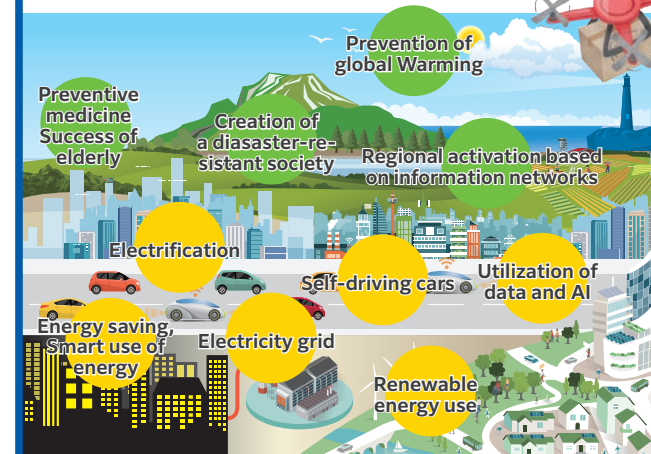 Prevention of
global Warming
Preventive
medicine
Success of
elderly
Creation of
a diasaster-re-
sistant society
Regional activation based
on information networks
Electrification
Self-driving cars
Utilization of
data and AI
Energy saving,
Smart use of
energy
Electricity grid
Renewable
energy use